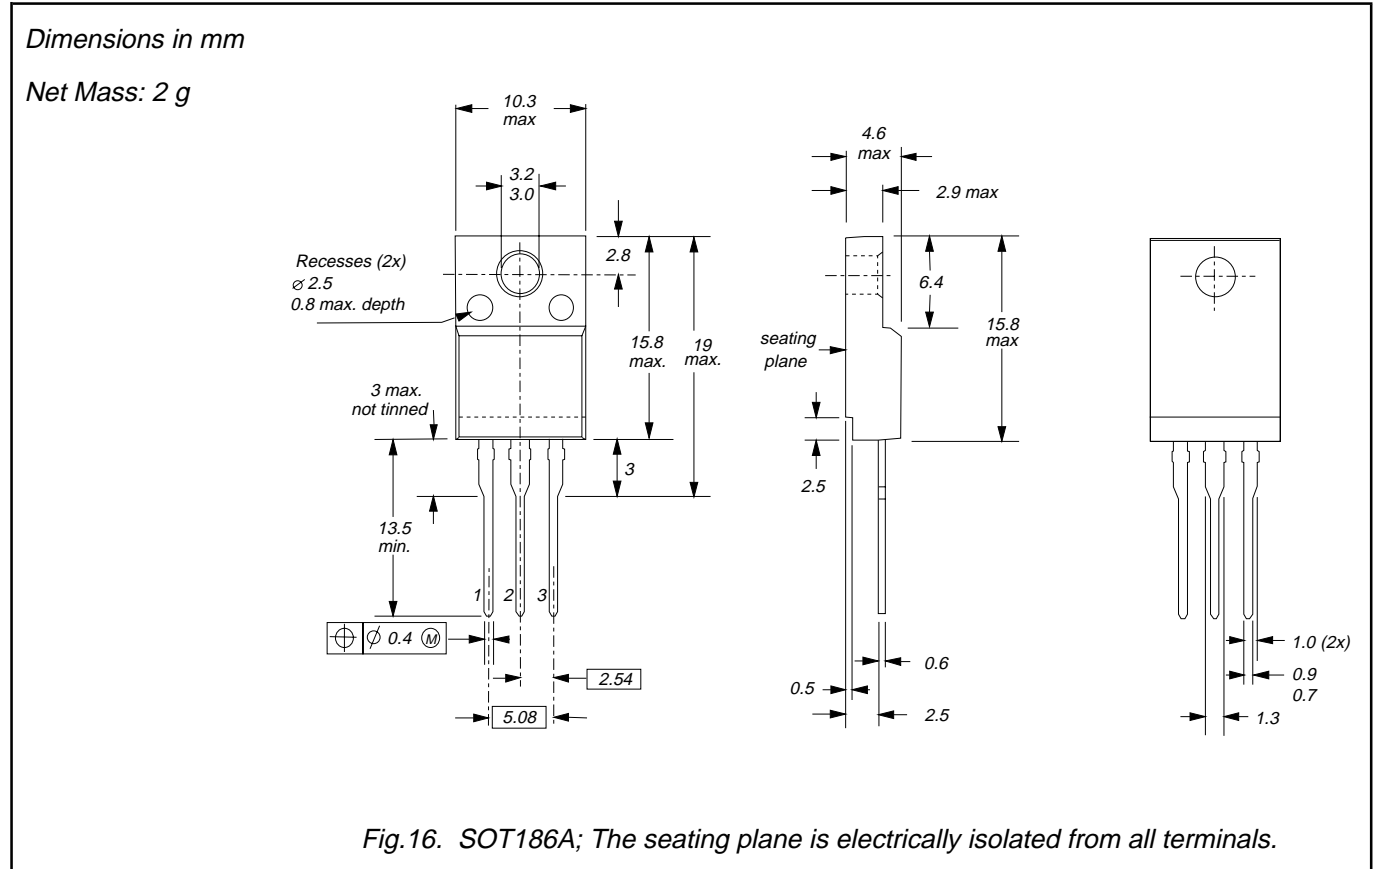 Dimensions in mm
Net Mass: 2 g
10.3
max
3.2
3.0
2.8
Recesses (2x)
⌀ 2.5
0.8 max. depth
15.8
max.
19
max.
3 max.
not tinned
3
13.5
min.
1 2 3
⌀ 0.4 Ⓜ
2.54
5.08
4.6
max
2.9 max
6.4
15.8
max
seating
plane
2.5
0.6
0.5
2.5
1.0 (2x)
0.9
0.7
1.3
Fig.16. SOT186A; The seating plane is electrically isolated from all terminals.